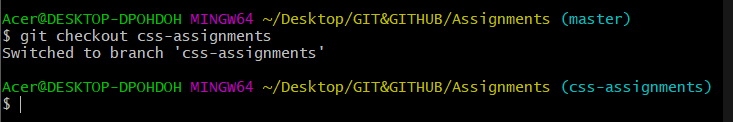 Acer@DESKTOP-DPOHDOH MINGW64 ~/Desktop/GIT&GITHUB/Assignments (master)
$ git checkout css-assignments
Switched to branch 'css-assignments'
Acer@DESKTOP-DPOHDOH MINGW64 ~/Desktop/GIT&GITHUB/Assignments (css-assignments)
$